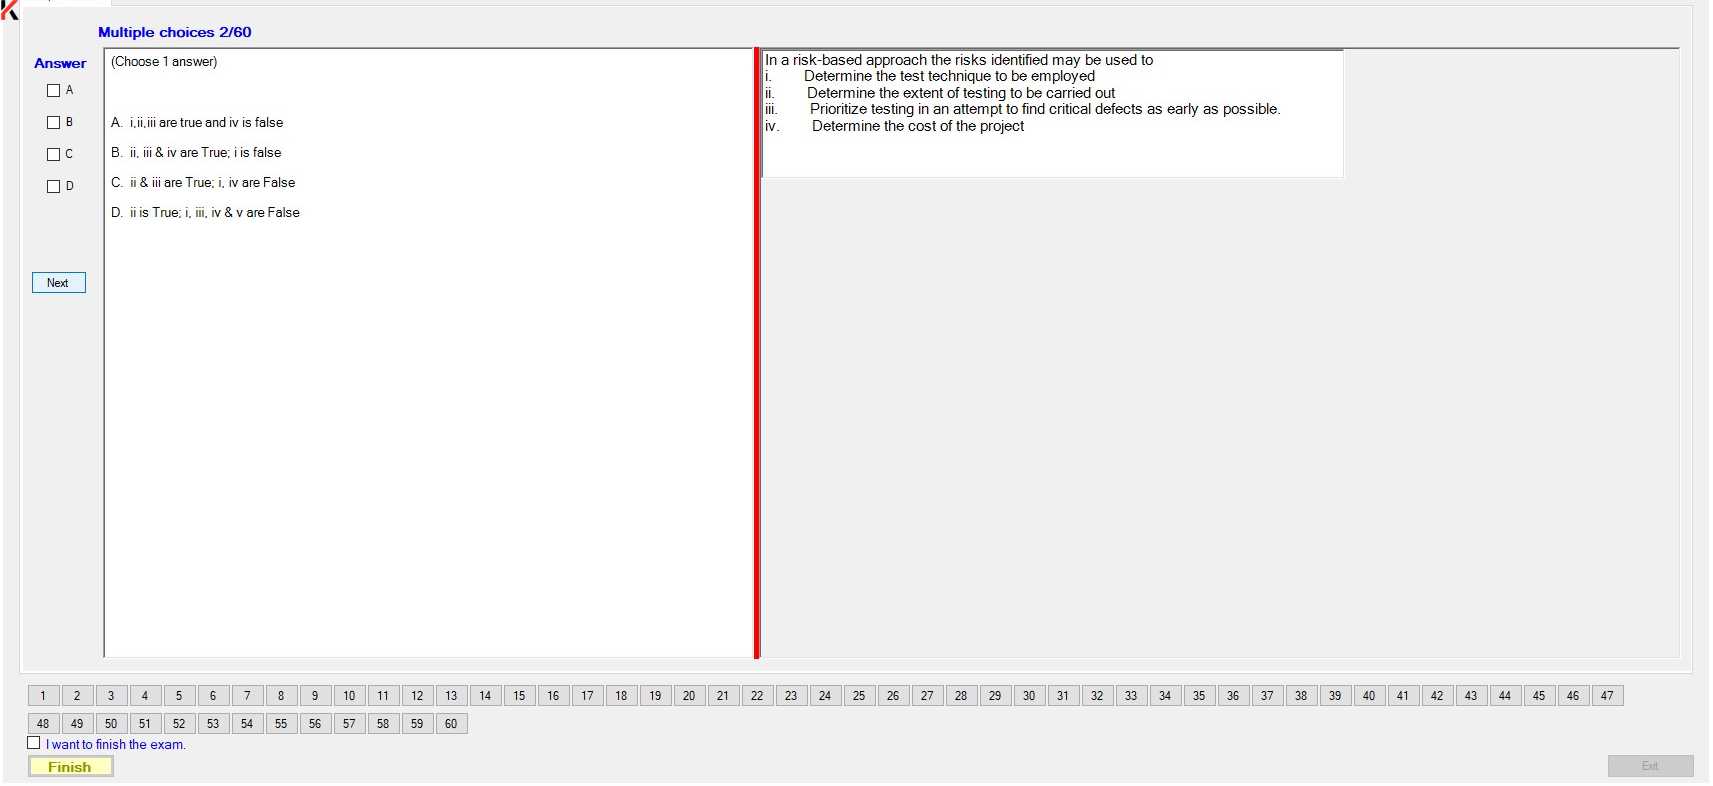 Multiple choices 2/60
Answer
A
B
C
D
Next
(Choose 1 answer)
A. i,ii,iii are true and iv is false
B. ii, iii & iv are True; i is false
C. ii & iii are True; i, iv are False
D. ii is True; i, iii, iv & v are False
In a risk-based approach the risks identified may be used to
i. Determine the test technique to be employed
ii. Determine the extent of testing to be carried out
iii. Prioritize testing in an attempt to find critical defects as early as possible.
iv. Determine the cost of the project
1 2 3 4 5 6 7 8 9 10 11 12 13 14 15 16 17 18 19 20 21 22 23 24 25 26 27 28 29 30 31 32 33 34 35 36 37 38 39 40 41 42 43 44 45 46 47
48 49 50 51 52 53 54 55 56 57 58 59 60
I want to finish the exam.
Finish
Exit